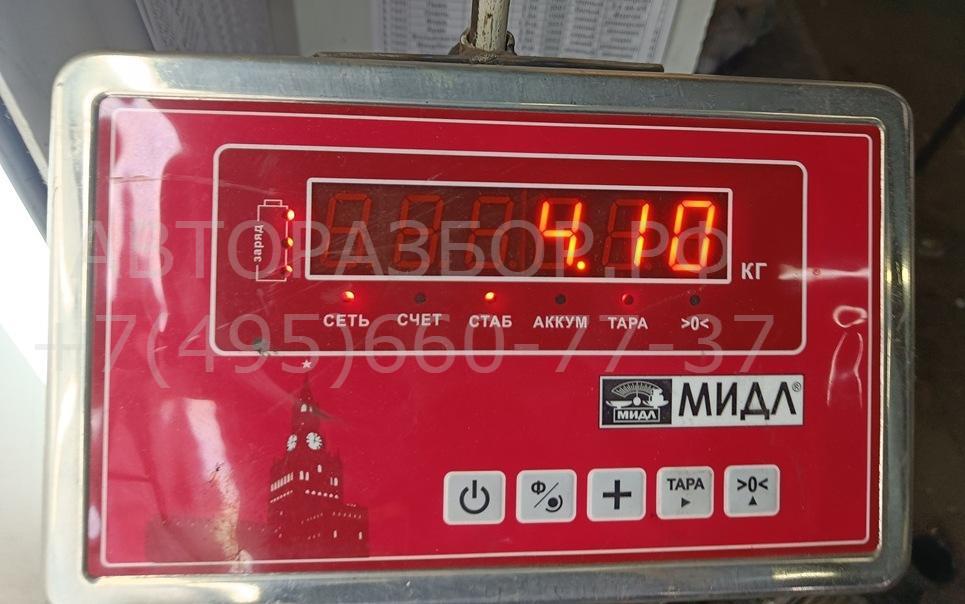 4.10
КГ
заряд
СЕТЬ СЧЕТ СТАБ АККУМ ТАРА >0<
АВТОРАЗБОТ.РФ
+7(495)660-77-37
МИДЛ МИДЛ®
Ф ТАРА >0<